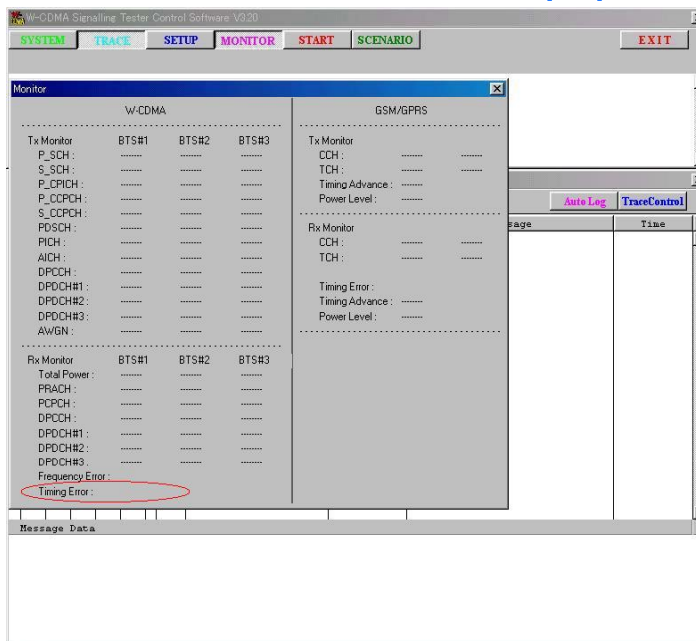 W-CDMA Signalling Tester Control Software V3.20
SYSTEM TRACE SETUP MONITOR START SCENARIO EXIT
Monitor
W-CDMA GSM/GPRS
Tx Monitor BTS#1 BTS#2 BTS#3 Tx Monitor
P_SCH : -------- -------- -------- CCH : -------- --------
S_SCH : -------- -------- -------- TCH : -------- --------
P_CPICH : -------- -------- -------- Timing Advance : --------
P_CCPCH : -------- -------- -------- Power Level : -------- Auto Log TraceControl
S_CCPCH : -------- -------- --------
PDSCH : -------- -------- -------- Rx Monitor Time
PICH : -------- -------- -------- CCH : -------- --------
AICH : -------- -------- -------- TCH : -------- --------
DPCCH : -------- -------- --------
DPDCH#1 : -------- -------- -------- Timing Error :
DPDCH#2 : -------- -------- -------- Timing Advance : --------
DPDCH#3 : -------- -------- -------- Power Level : --------
AWGN : -------- -------- --------
Rx Monitor BTS#1 BTS#2 BTS#3
Total Power : -------- -------- --------
PRACH : -------- -------- --------
PCPCH : -------- -------- --------
DPCCH : -------- -------- --------
DPDCH#1 : -------- -------- --------
DPDCH#2 : -------- -------- --------
DPDCH#3 : -------- -------- --------
Frequency Error :
Timing Error :
Message Data